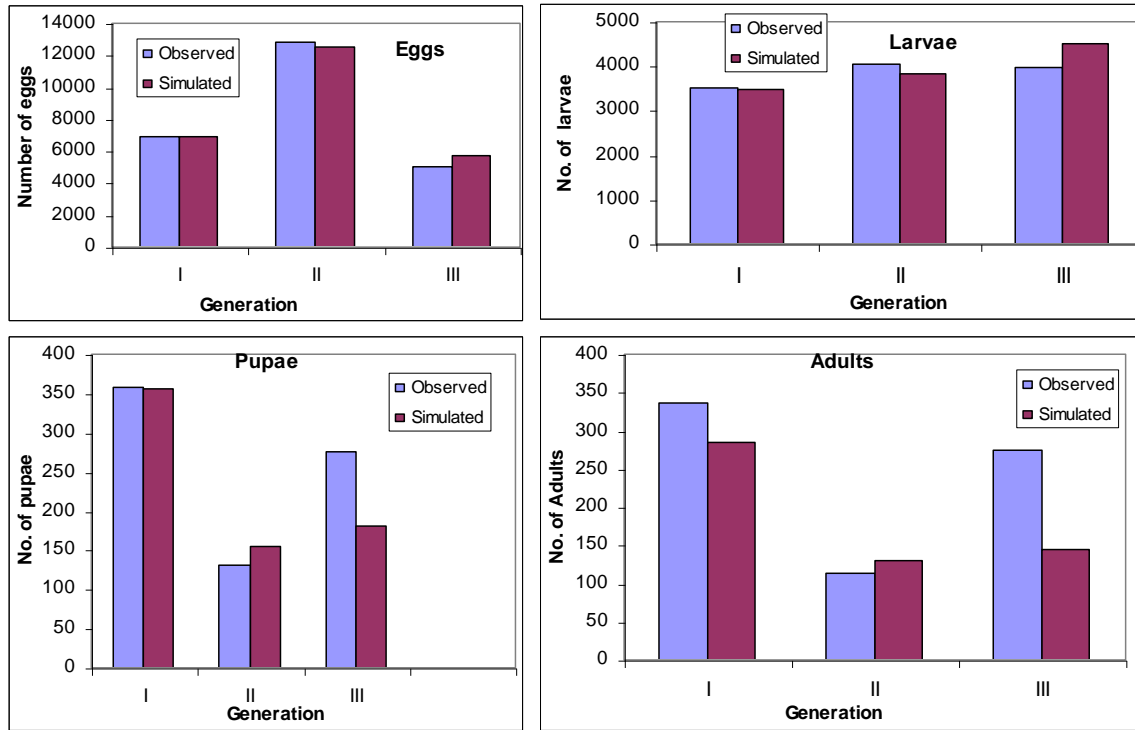 Eggs
Observed
Simulated
Number of eggs
14000
12000
10000
8000
6000
4000
2000
0
I II III
Generation
Larvae
Observed
Simulated
No. of larvae
5000
4000
3000
2000
1000
0
I II III
Generation
Pupae
Observed
Simulated
No. of pupae
400
350
300
250
200
150
100
50
0
I II III
Generation
Adults
Observed
Simulated
No. of Adults
400
350
300
250
200
150
100
50
0
I II III
Generation